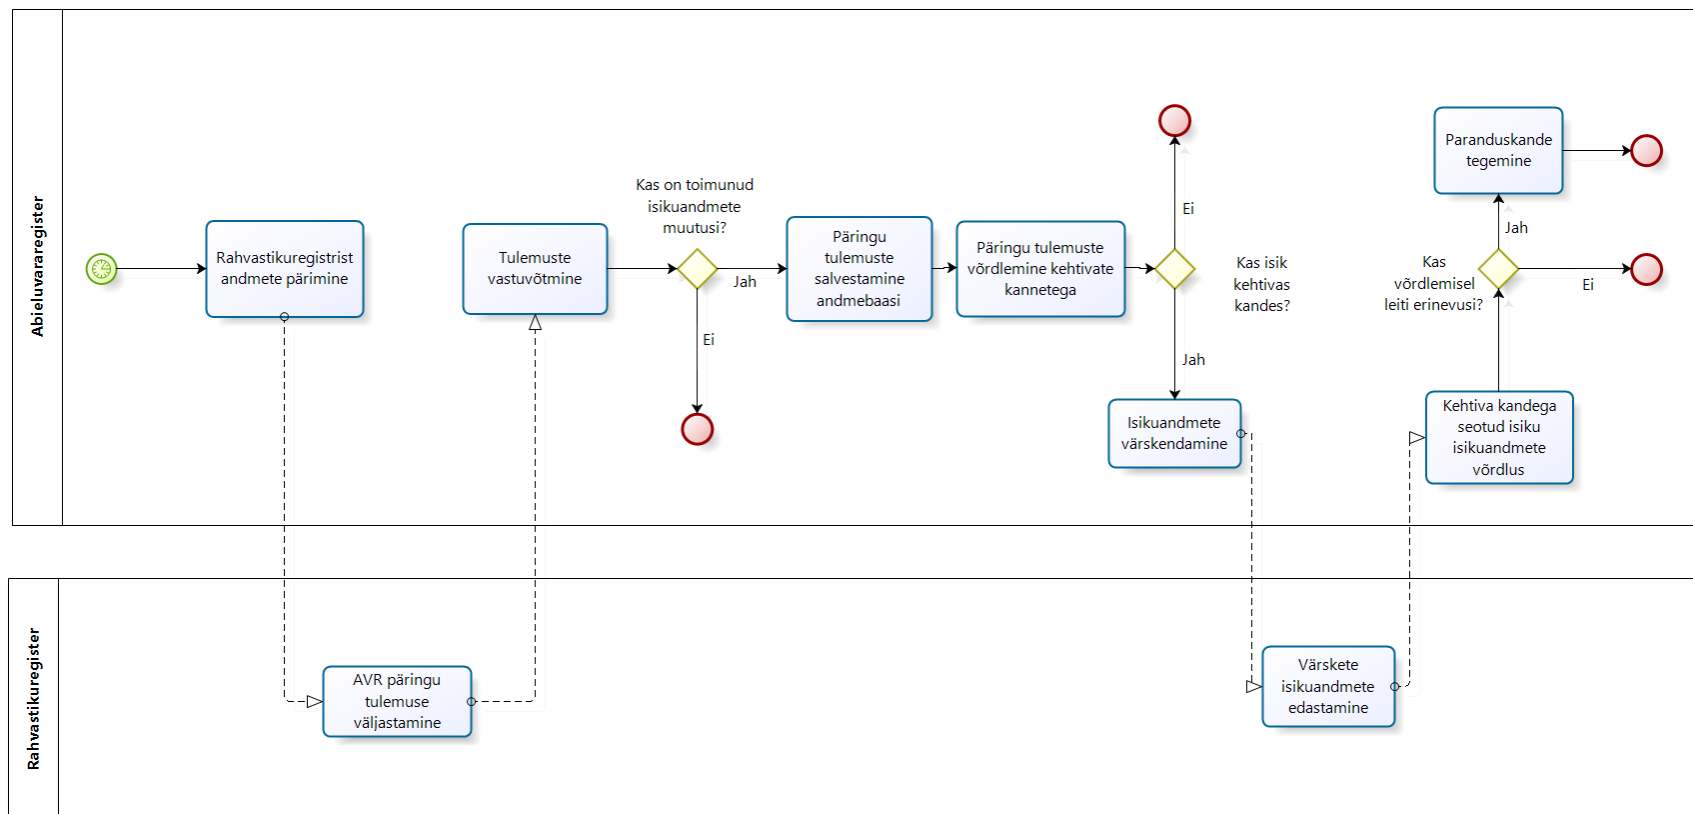 Abieluvararegister
Rahvastikuregistrist
andmete pärimine
Tulemuste
vastuvõtmine
Kas on toimunud
isikuandmete
muutusi?
Jah
Ei
Päringu
tulemuste
salvestamine
andmebaasi
Päringu tulemuste
võrdlemine kehtivate
kannetega
Ei
Kas isik
kehtivas
kandes?
Jah
Isikuandmete
värskendamine
Paranduskande
tegemine
Jah
Kas
võrdlemisel
leiti erinevusi?
Ei
Kehtiva kandega
seotud isiku
isikuandmete
võrdlus
Rahvastikuregister
AVR päringu
tulemuse
väljastamine
Värskete
isikuandmete
edastamine